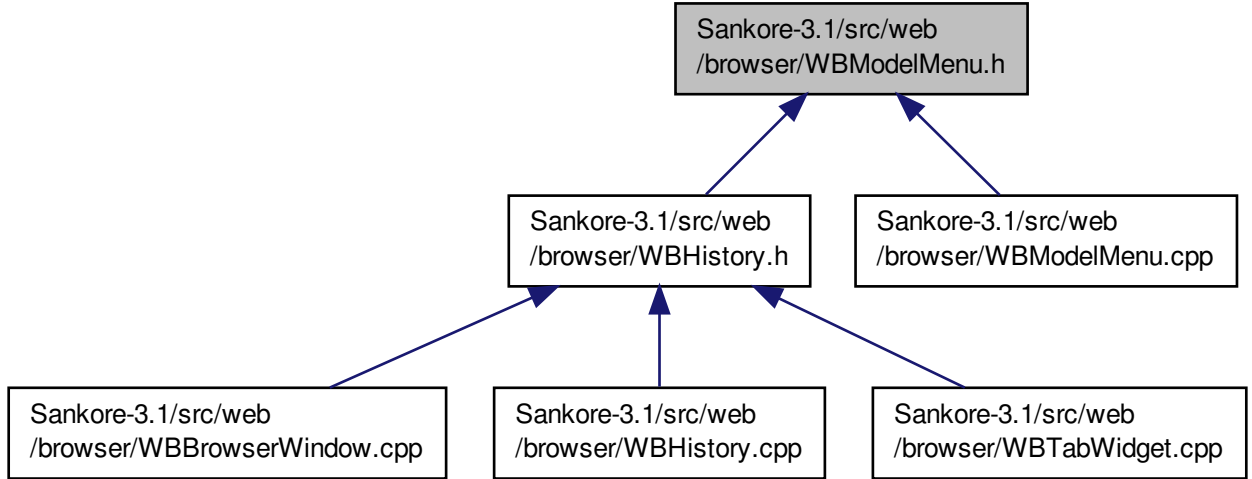 Sankore-3.1/src/web
/browser/WBModelMenu.h
Sankore-3.1/src/web
/browser/WBHistory.h
Sankore-3.1/src/web
/browser/WBModelMenu.cpp
Sankore-3.1/src/web
/browser/WBBrowserWindow.cpp
Sankore-3.1/src/web
/browser/WBHistory.cpp
Sankore-3.1/src/web
/browser/WBTabWidget.cpp